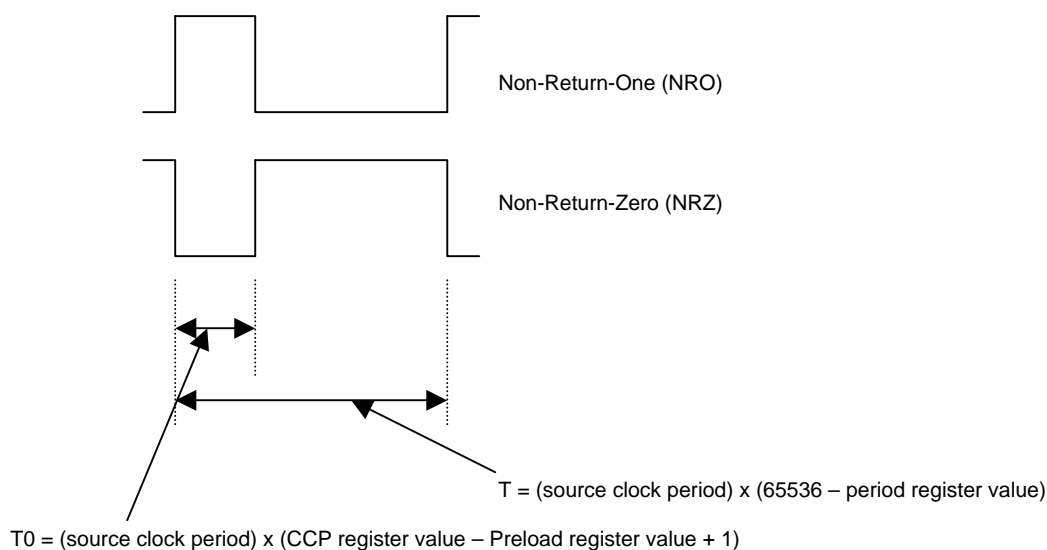 Non-Return-One (NRO)
Non-Return-Zero (NRZ)
T = (source clock period) x (65536 – period register value)
T0 = (source clock period) x (CCP register value – Preload register value + 1)